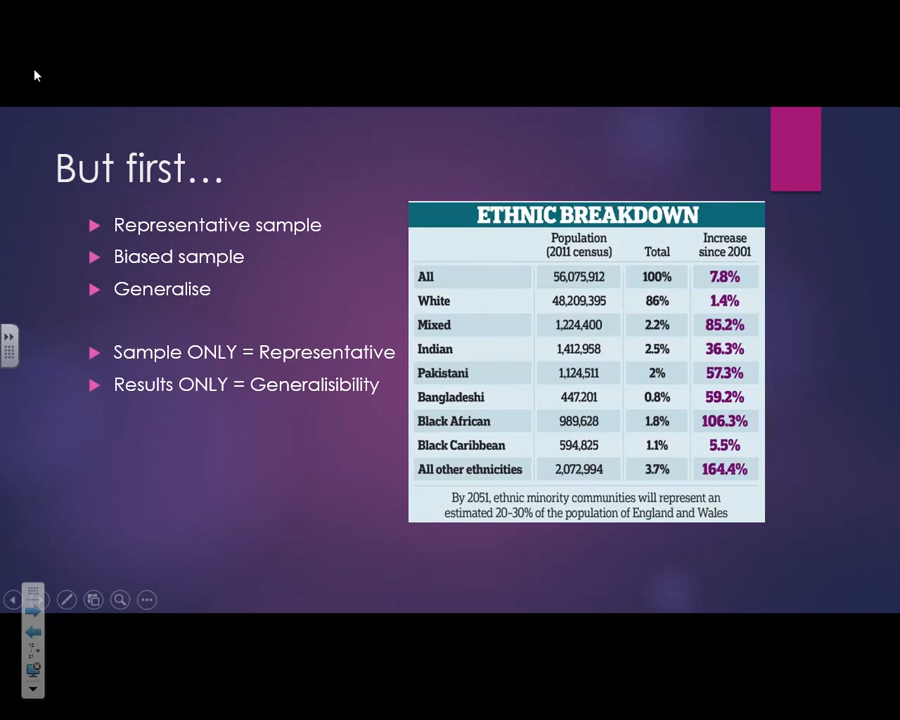 But first...
Representative sample
Biased sample
Generalise
Sample ONLY = Representative
Results ONLY = Generalisibility
ETHNIC BREAKDOWN
Population (2011 census) Total Increase since 2001
All 56,075,912 100% 7.8%
White 48,209,395 86% 1.4%
Mixed 1,224,400 2.2% 85.2%
Indian 1,412,958 2.5% 36.3%
Pakistani 1,124,511 2% 57.3%
Bangladeshi 447.201 0.8% 59.2%
Black African 989,628 1.8% 106.3%
Black Caribbean 594,825 1.1% 5.5%
All other ethnicities 2,072,994 3.7% 164.4%
By 2051, ethnic minority communities will represent an
estimated 20-30% of the population of England and Wales